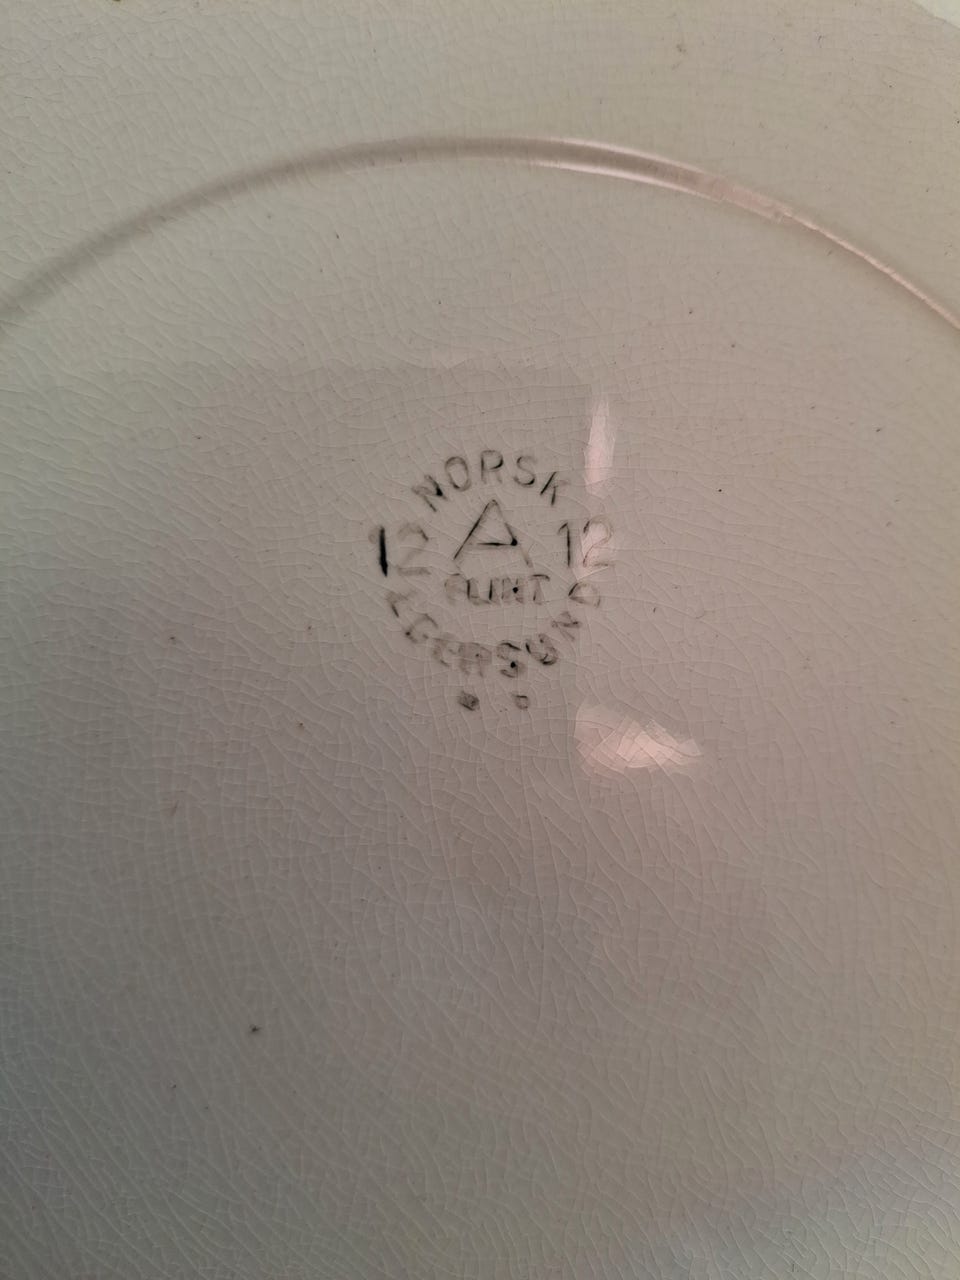 NORSK
12 A 12
FLINT
EGERSUND